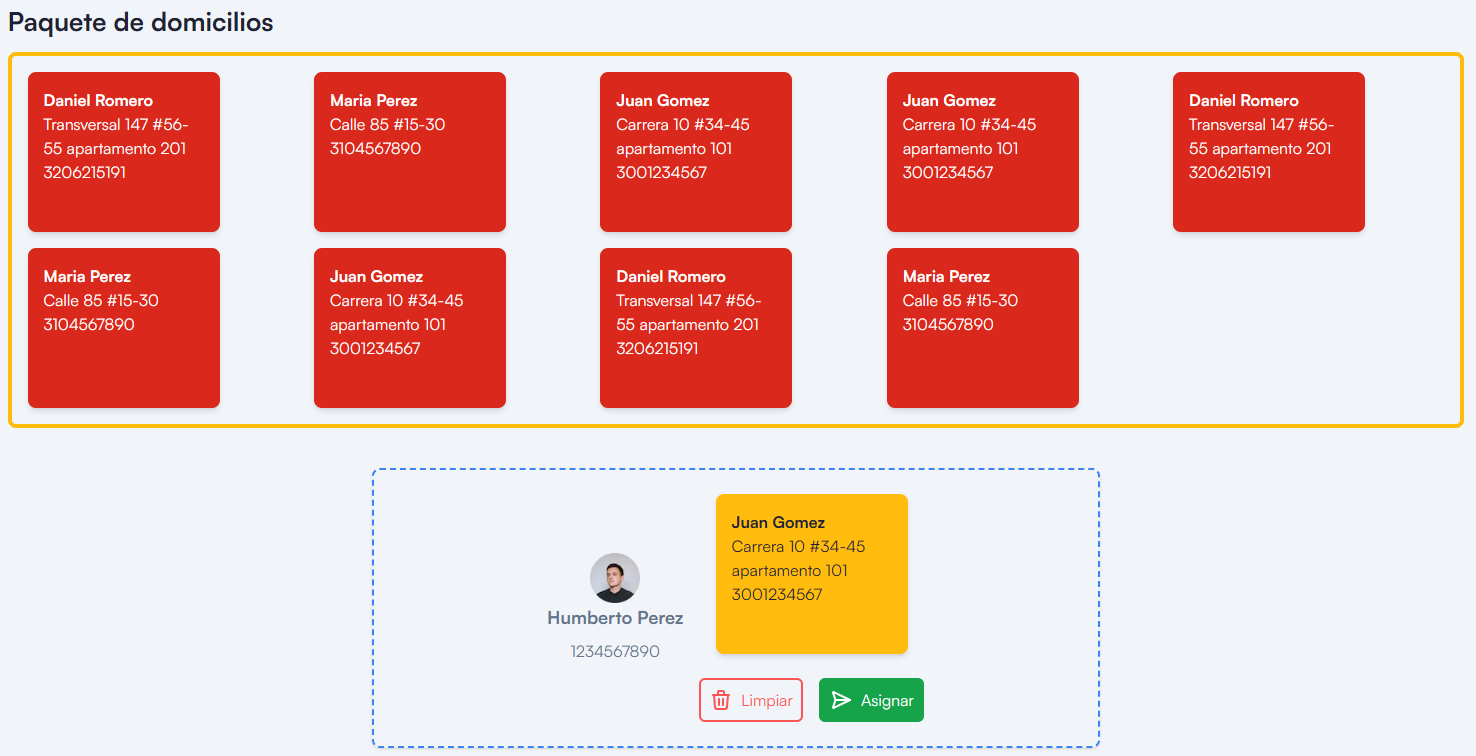 Paquete de domicilios
Daniel Romero
Transversal 147 #56-
55 apartamento 201
3206215191
Maria Perez
Calle 85 #15-30
3104567890
Juan Gomez
Carrera 10 #34-45
apartamento 101
3001234567
Juan Gomez
Carrera 10 #34-45
apartamento 101
3001234567
Daniel Romero
Transversal 147 #56-
55 apartamento 201
3206215191
Maria Perez
Calle 85 #15-30
3104567890
Juan Gomez
Carrera 10 #34-45
apartamento 101
3001234567
Daniel Romero
Transversal 147 #56-
55 apartamento 201
3206215191
Maria Perez
Calle 85 #15-30
3104567890
Humberto Perez
1234567890
Juan Gomez
Carrera 10 #34-45
apartamento 101
3001234567
Limpiar
Asignar